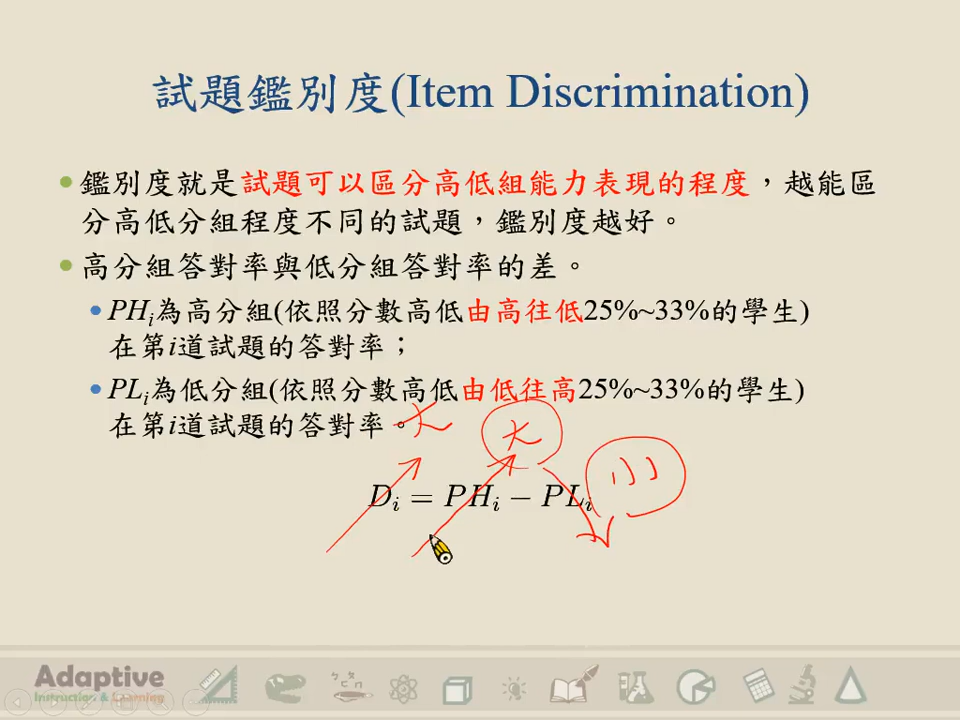 試題鑑別度(Item Discrimination)
鑑別度就是試題可以區分高低組能力表現的程度，越能區
分高低分組程度不同的試題，鑑別度越好。
高分組答對率與低分組答對率的差。
PHi為高分組(依照分數高低由高往低25%~33%的學生)
在第i道試題的答對率；
PLi為低分組(依照分數高低由低往高25%~33%的學生)
在第i道試題的答對率。
大 大 小
Di = PHi − PLi
Adaptive
Instruction & Learning
ㄅㄆㄇ